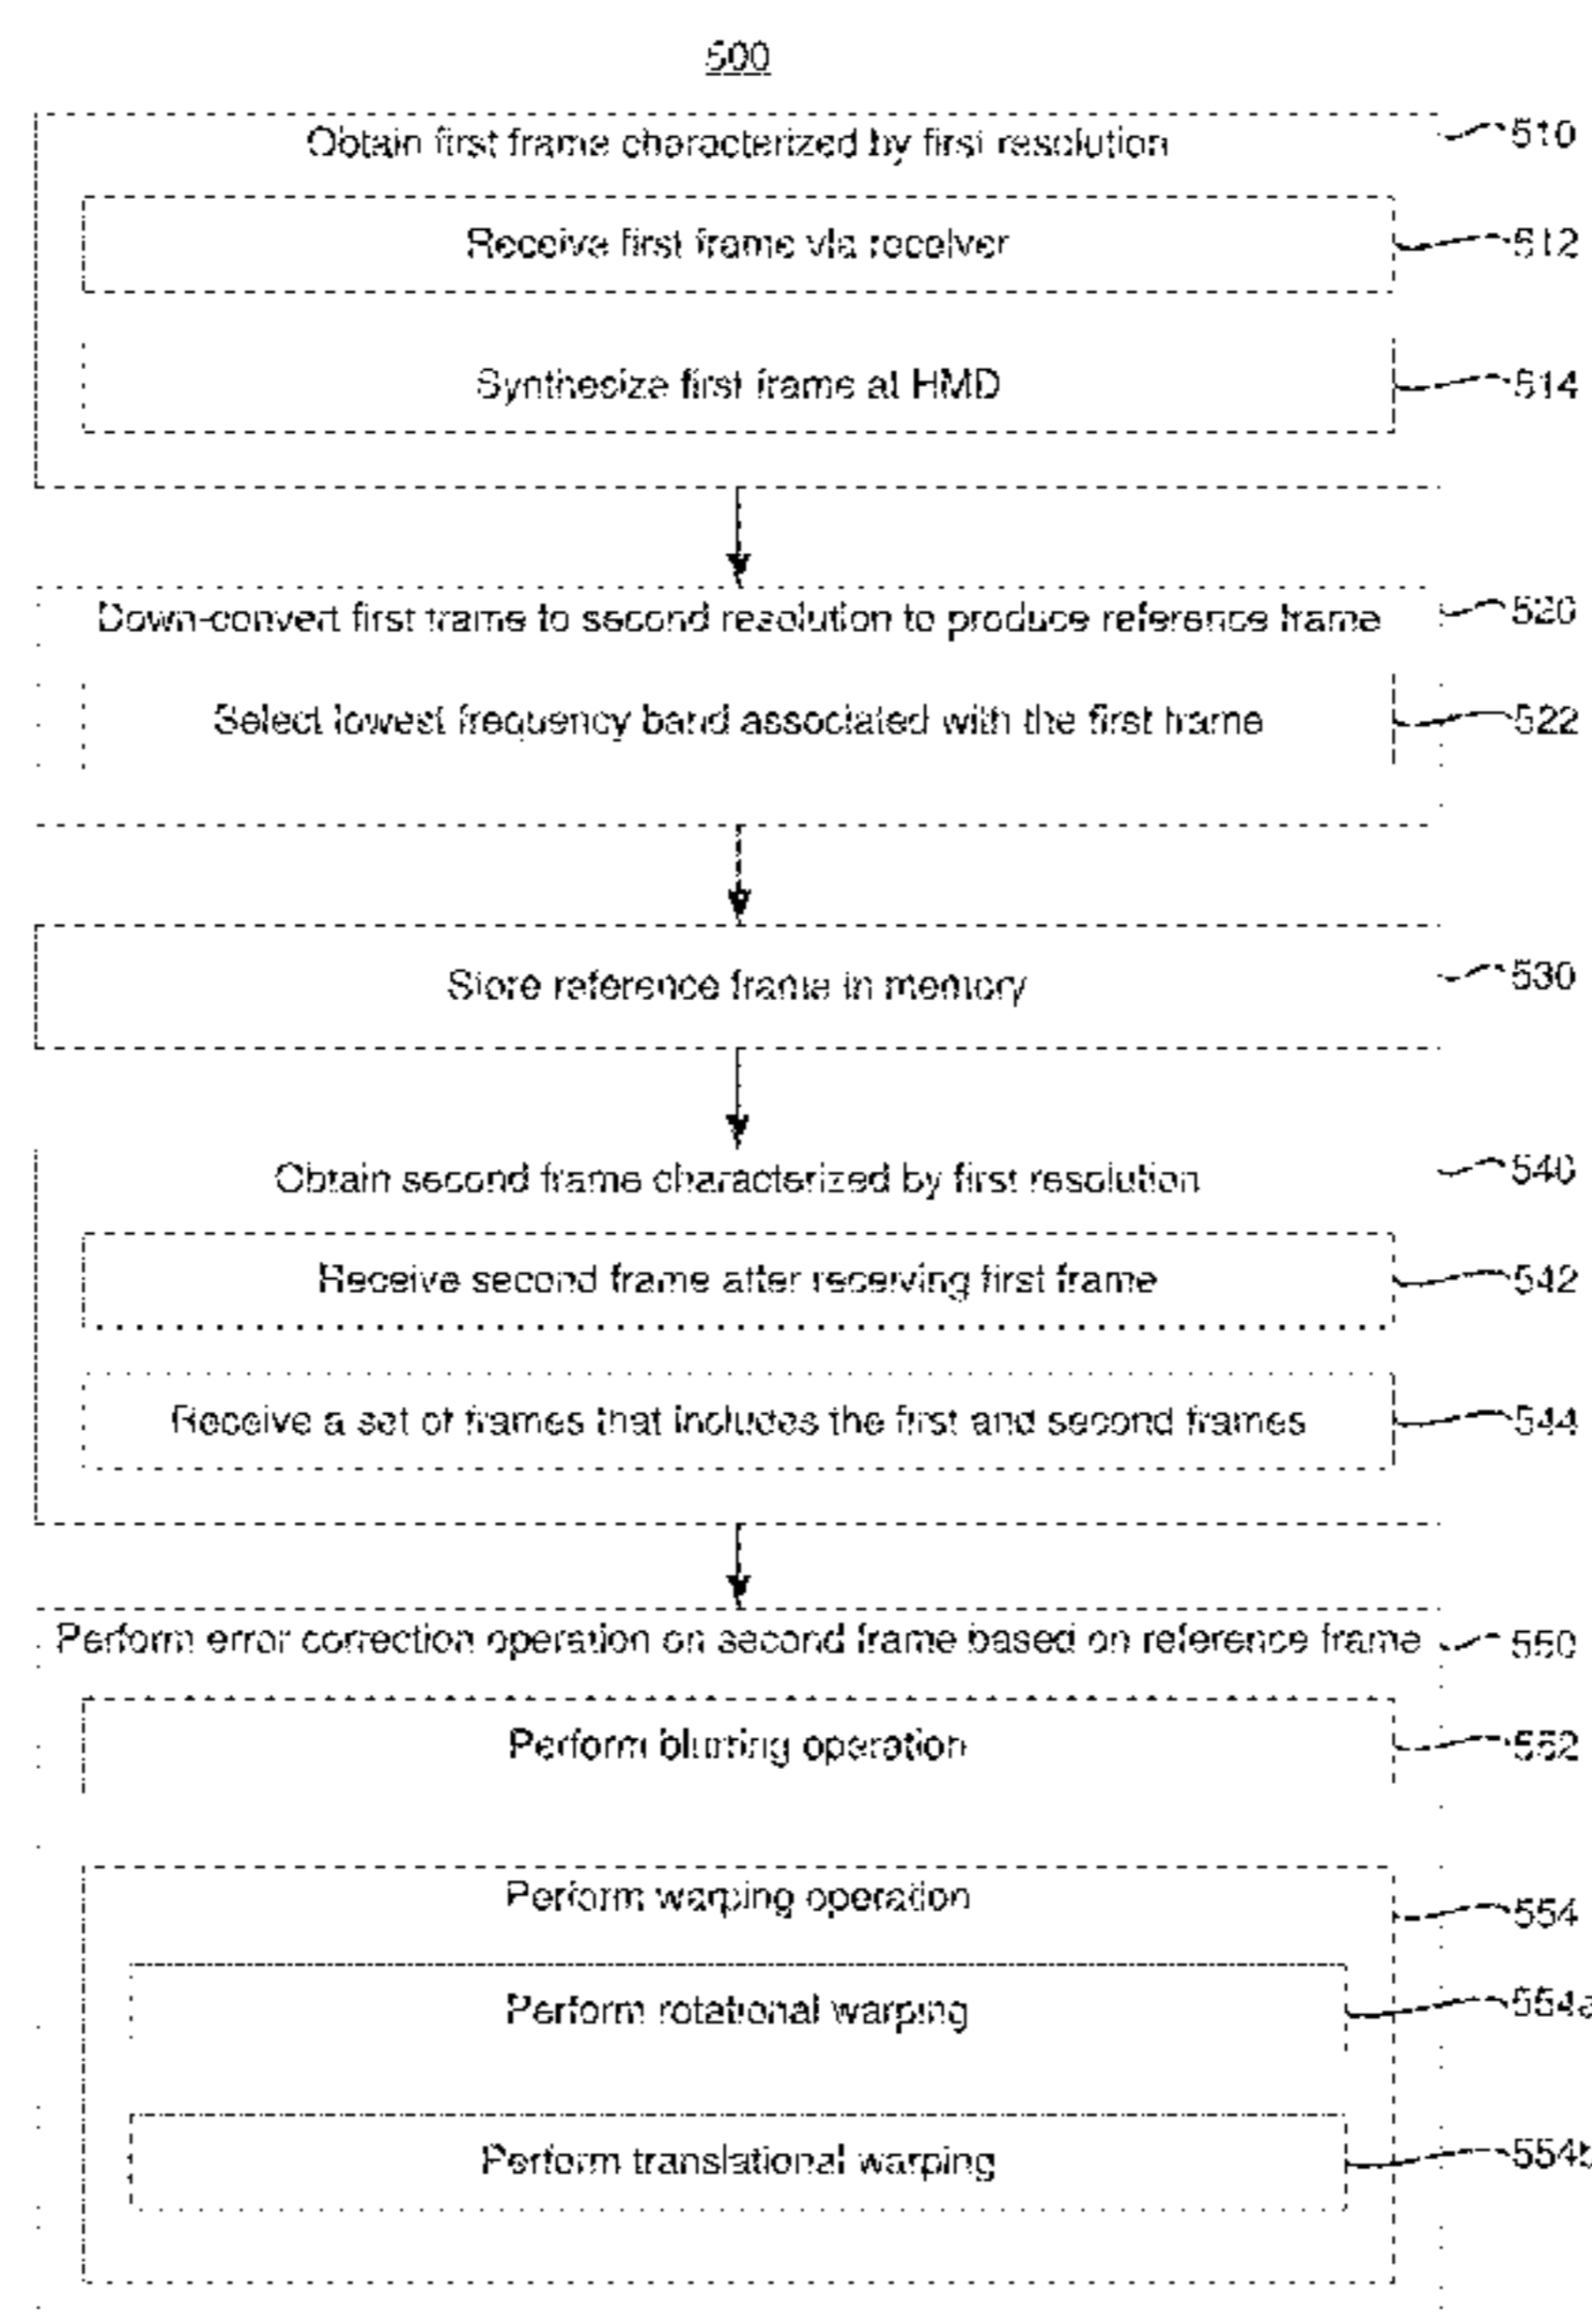 500
Obtain first frame characterized by first resolution
510
Receive first frame via receiver
512
Synthesize first frame at HMD
514
Down-convert first frame to second resolution to produce reference frame
520
Select lowest frequency band associated with the first frame
522
Store reference frame in memory
530
Obtain second frame characterized by first resolution
540
Receive second frame after receiving first frame
542
Receive a set of frames that includes the first and second frames
544
Perform error correction operation on second frame based on reference frame
550
Perform blurring operation
552
Perform warping operation
554
Perform rotational warping
554a
Perform translational warping
554b